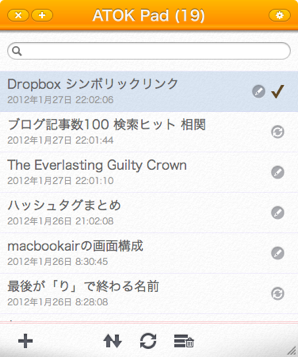 ATOK Pad (19)
Dropbox シンボリックリンク
2012年1月27日 22:02:06
ブログ記事数100 検索ヒット 相関
2012年1月27日 22:01:44
The Everlasting Guilty Crown
2012年1月27日 22:01:10
ハッシュタグまとめ
2012年1月26日 21:02:08
macbookairの画面構成
2012年1月26日 8:30:45
最後が「り」で終わる名前
2012年1月26日 8:28:08